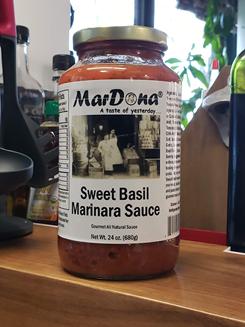 MarDona®
A taste of yesterday...
Sweet Basil
Marinara Sauce
Gourmet All Natural Sauce
Net Wt. 24 oz. (680g)